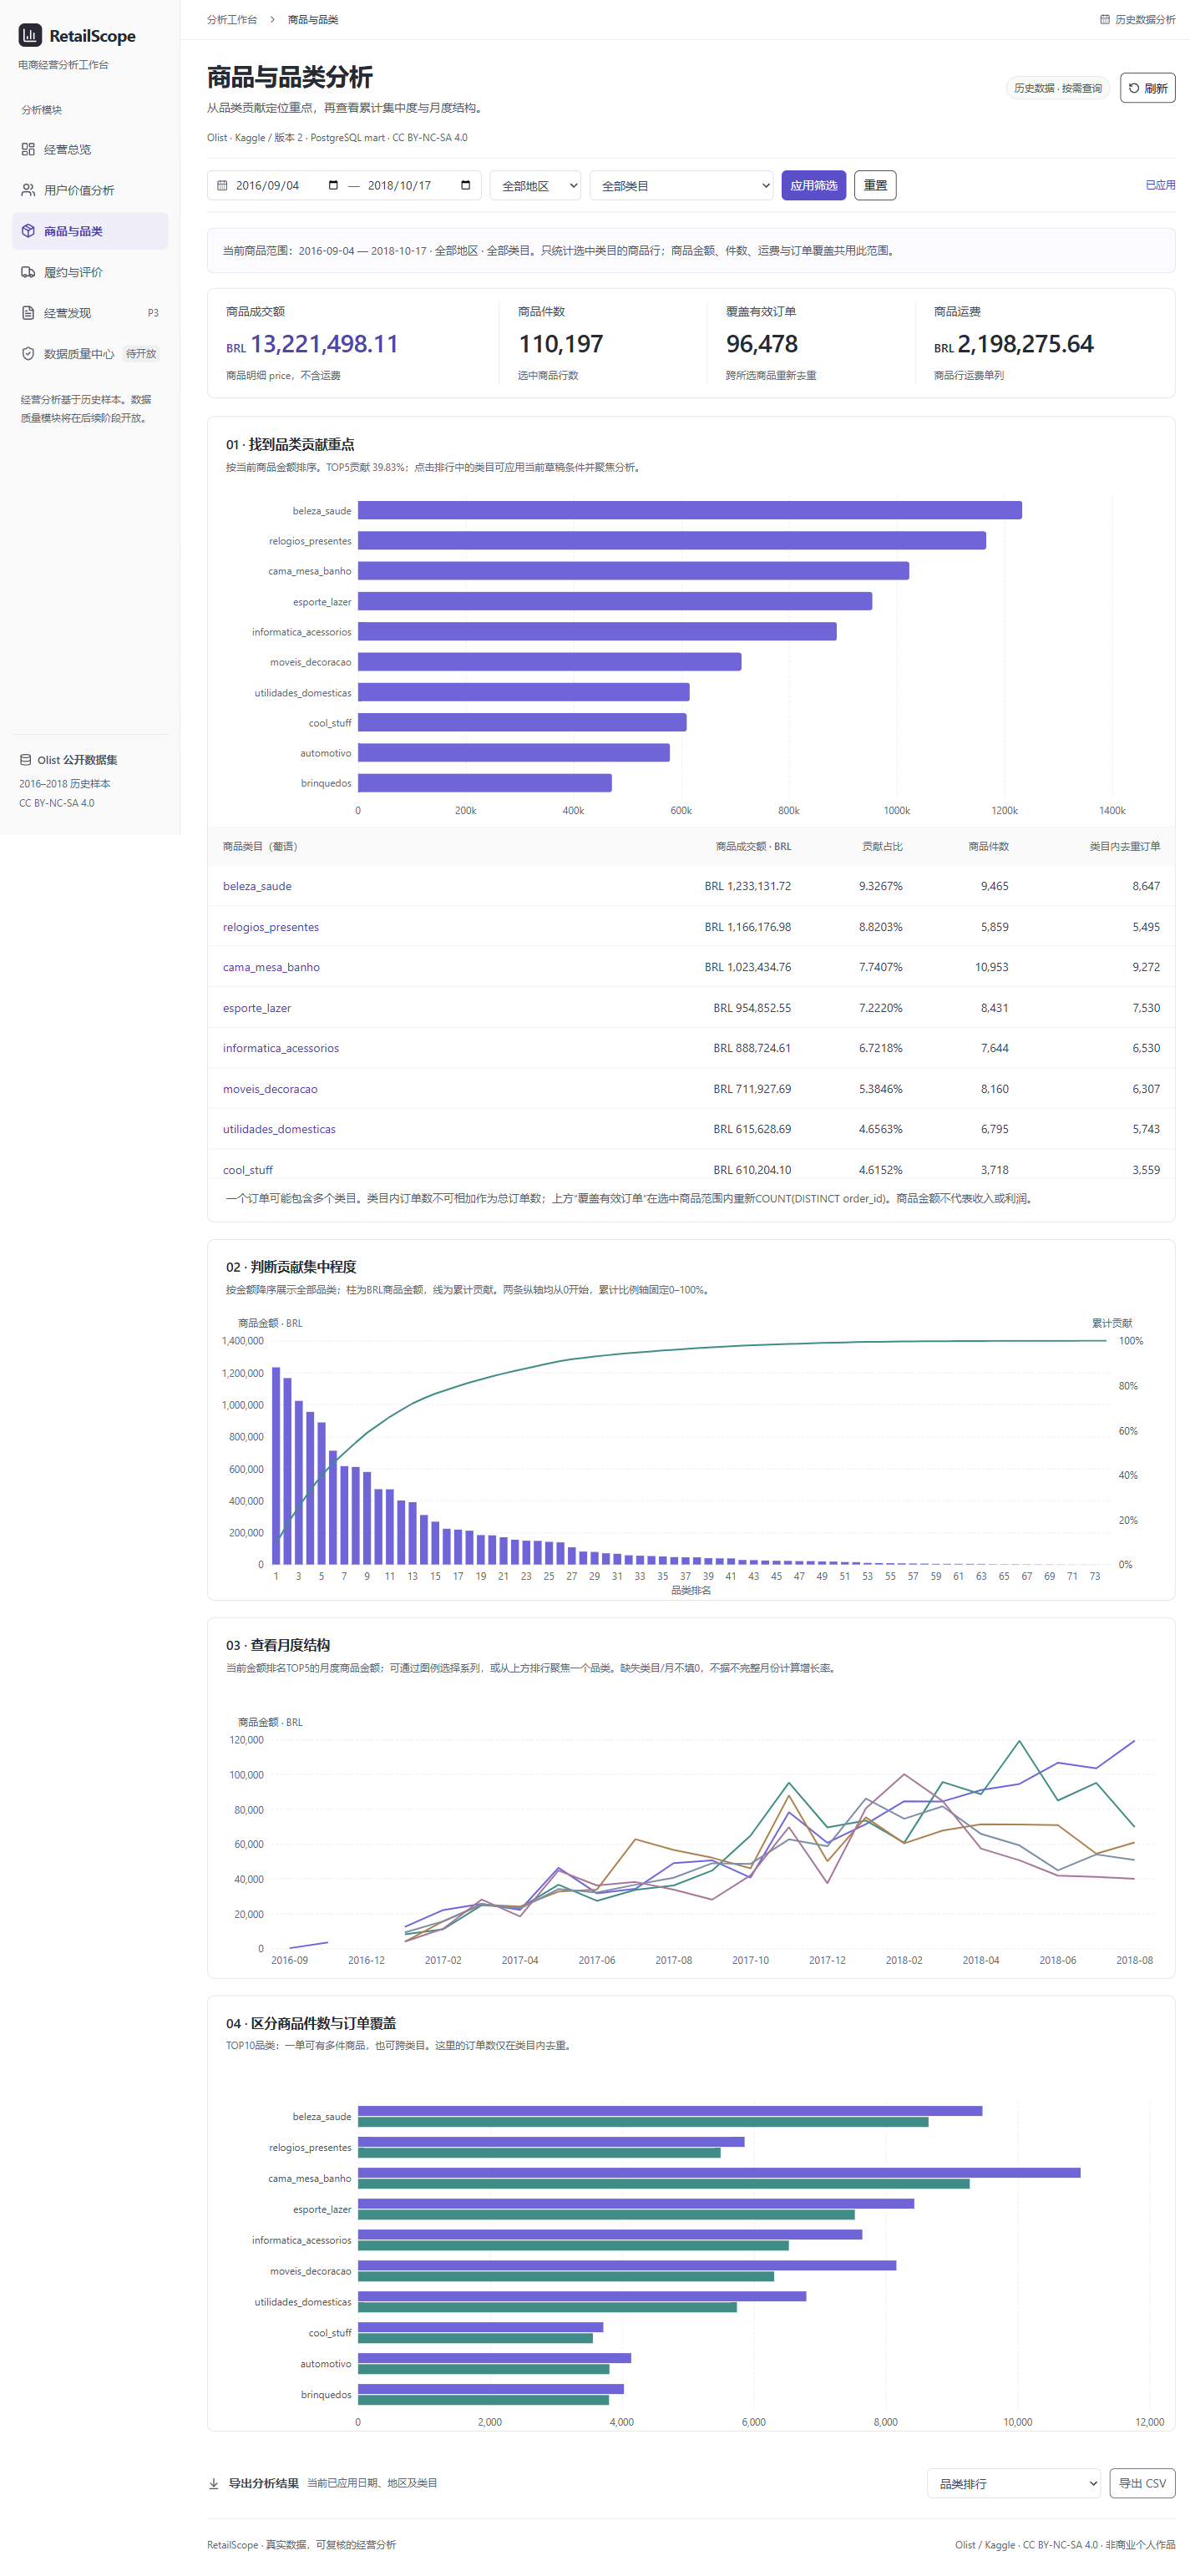 RetailScope
电商经营分析工作台
分析模块
经营总览
用户价值分析
商品与品类
履约与评价
经营发现 P3
数据质量中心 待开放
经营分析基于历史样本。数据
质量模块将在后续阶段开放。
Olist 公开数据集
2016–2018 历史样本
CC BY-NC-SA 4.0
分析工作台 > 商品与品类
历史数据分析
商品与品类分析
从品类贡献定位重点，再查看累计集中度与月度结构。
Olist · Kaggle / 版本 2 · PostgreSQL mart · CC BY-NC-SA 4.0
历史数据 · 按需查询
刷新
2016/09/04 — 2018/10/17 全部地区 全部类目 应用筛选 重置 已应用
当前商品范围：2016-09-04 — 2018-10-17 · 全部地区 · 全部类目。只统计选中类目的商品行；商品金额、件数、运费与订单覆盖共用此范围。
商品成交额
BRL 13,221,498.11
商品明细 price，不含运费
商品件数
110,197
选中商品行数
覆盖有效订单
96,478
跨所选商品重新去重
商品运费
BRL 2,198,275.64
商品行运费单列
01 · 找到品类贡献重点
按当前商品金额排序。TOP5贡献 39.83%；点击排行中的类目可应用当前草稿条件并聚焦分析。
beleza_saude
relogios_presentes
cama_mesa_banho
esporte_lazer
informatica_acessorios
moveis_decoracao
utilidades_domesticas
cool_stuff
automotivo
brinquedos
0 200k 400k 600k 800k 1000k 1200k 1400k
商品类目（葡语） 商品成交额 · BRL 贡献占比 商品件数 类目内去重订单
beleza_saude BRL 1,233,131.72 9.3267% 9,465 8,647
relogios_presentes BRL 1,166,176.98 8.8203% 5,859 5,495
cama_mesa_banho BRL 1,023,434.76 7.7407% 10,953 9,272
esporte_lazer BRL 954,852.55 7.2220% 8,431 7,530
informatica_acessorios BRL 888,724.61 6.7218% 7,644 6,530
moveis_decoracao BRL 711,927.69 5.3846% 8,160 6,307
utilidades_domesticas BRL 615,628.69 4.6563% 6,795 5,743
cool_stuff BRL 610,204.10 4.6152% 3,718 3,559
一个订单可能包含多个类目。类目内订单数不可相加作为总订单数；上方“覆盖有效订单”在选中商品范围内重新COUNT(DISTINCT order_id)。商品金额不代表收入或利润。
02 · 判断贡献集中程度
按金额降序展示全部品类；柱为BRL商品金额，线为累计贡献。两条纵轴均从0开始，累计比例轴固定0–100%。
商品金额 · BRL 累计贡献
1,400,000 100%
1,200,000
80%
1,000,000
800,000
60%
600,000
40%
400,000
20%
200,000
0 0%
1 3 5 7 9 11 13 15 17 19 21 23 25 27 29 31 33 35 37 39 41 43 45 47 49 51 53 55 57 59 61 63 65 67 69 71 73
品类排名
03 · 查看月度结构
当前金额排名TOP5的月度商品金额；可通过图例选择系列，或从上方排行聚焦一个品类。缺失类目/月不填0，不据不完整月份计算增长率。
商品金额 · BRL
120,000
100,000
80,000
60,000
40,000
20,000
0
2016-09 2016-12 2017-02 2017-04 2017-06 2017-08 2017-10 2017-12 2018-02 2018-04 2018-06 2018-08
04 · 区分商品件数与订单覆盖
TOP10品类：一单可有多件商品，也可跨类目。这里的订单数仅在类目内去重。
beleza_saude
relogios_presentes
cama_mesa_banho
esporte_lazer
informatica_acessorios
moveis_decoracao
utilidades_domesticas
cool_stuff
automotivo
brinquedos
0 2,000 4,000 6,000 8,000 10,000 12,000
导出分析结果 当前已应用日期、地区及类目
品类排行 导出 CSV
RetailScope · 真实数据，可复核的经营分析
Olist / Kaggle · CC BY-NC-SA 4.0 · 非商业个人作品